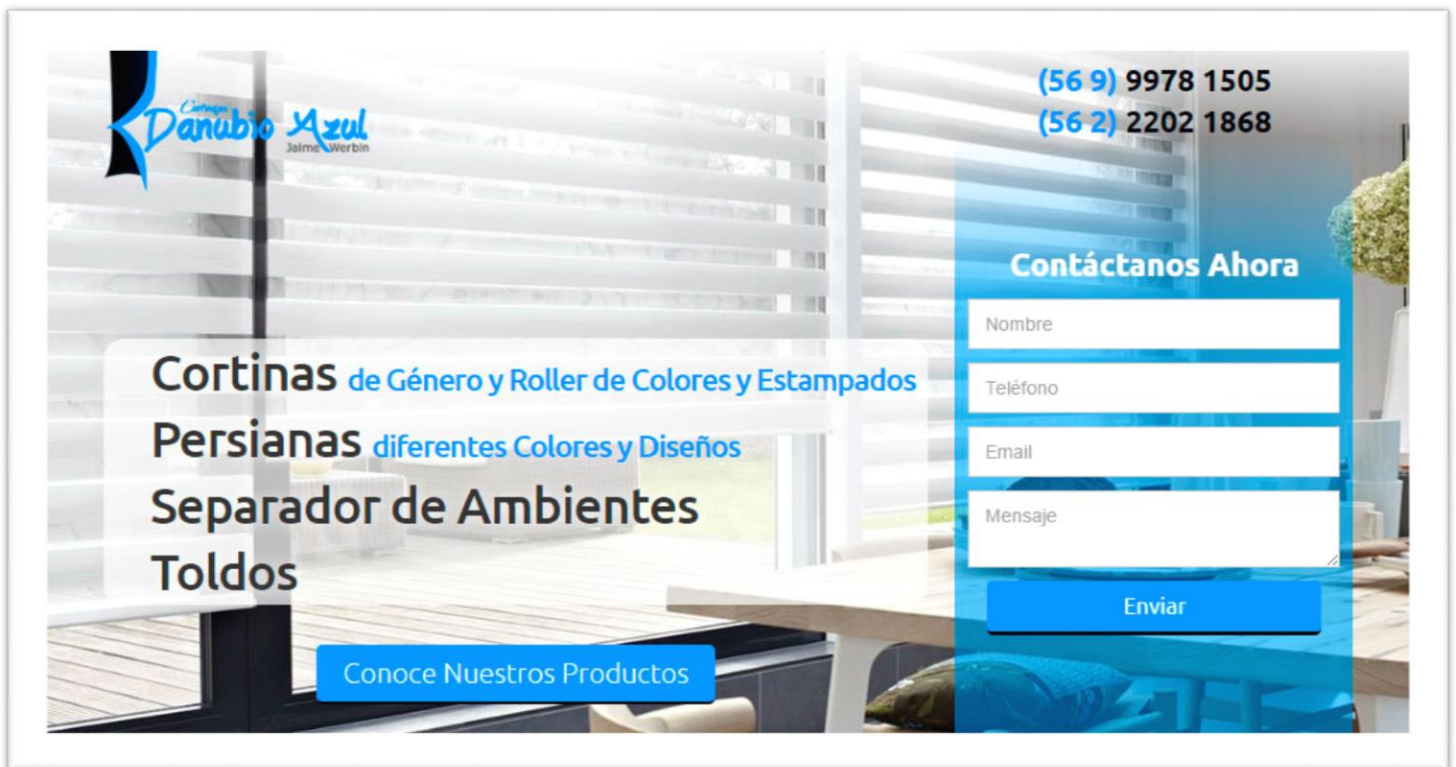 Cortinas
Danubio Azul
Jaime Werbin
(56 9) 9978 1505
(56 2) 2202 1868
Cortinas de Género y Roller de Colores y Estampados
Persianas diferentes Colores y Diseños
Separador de Ambientes
Toldos
Conoce Nuestros Productos
Contáctanos Ahora
Nombre
Teléfono
Email
Mensaje
Enviar